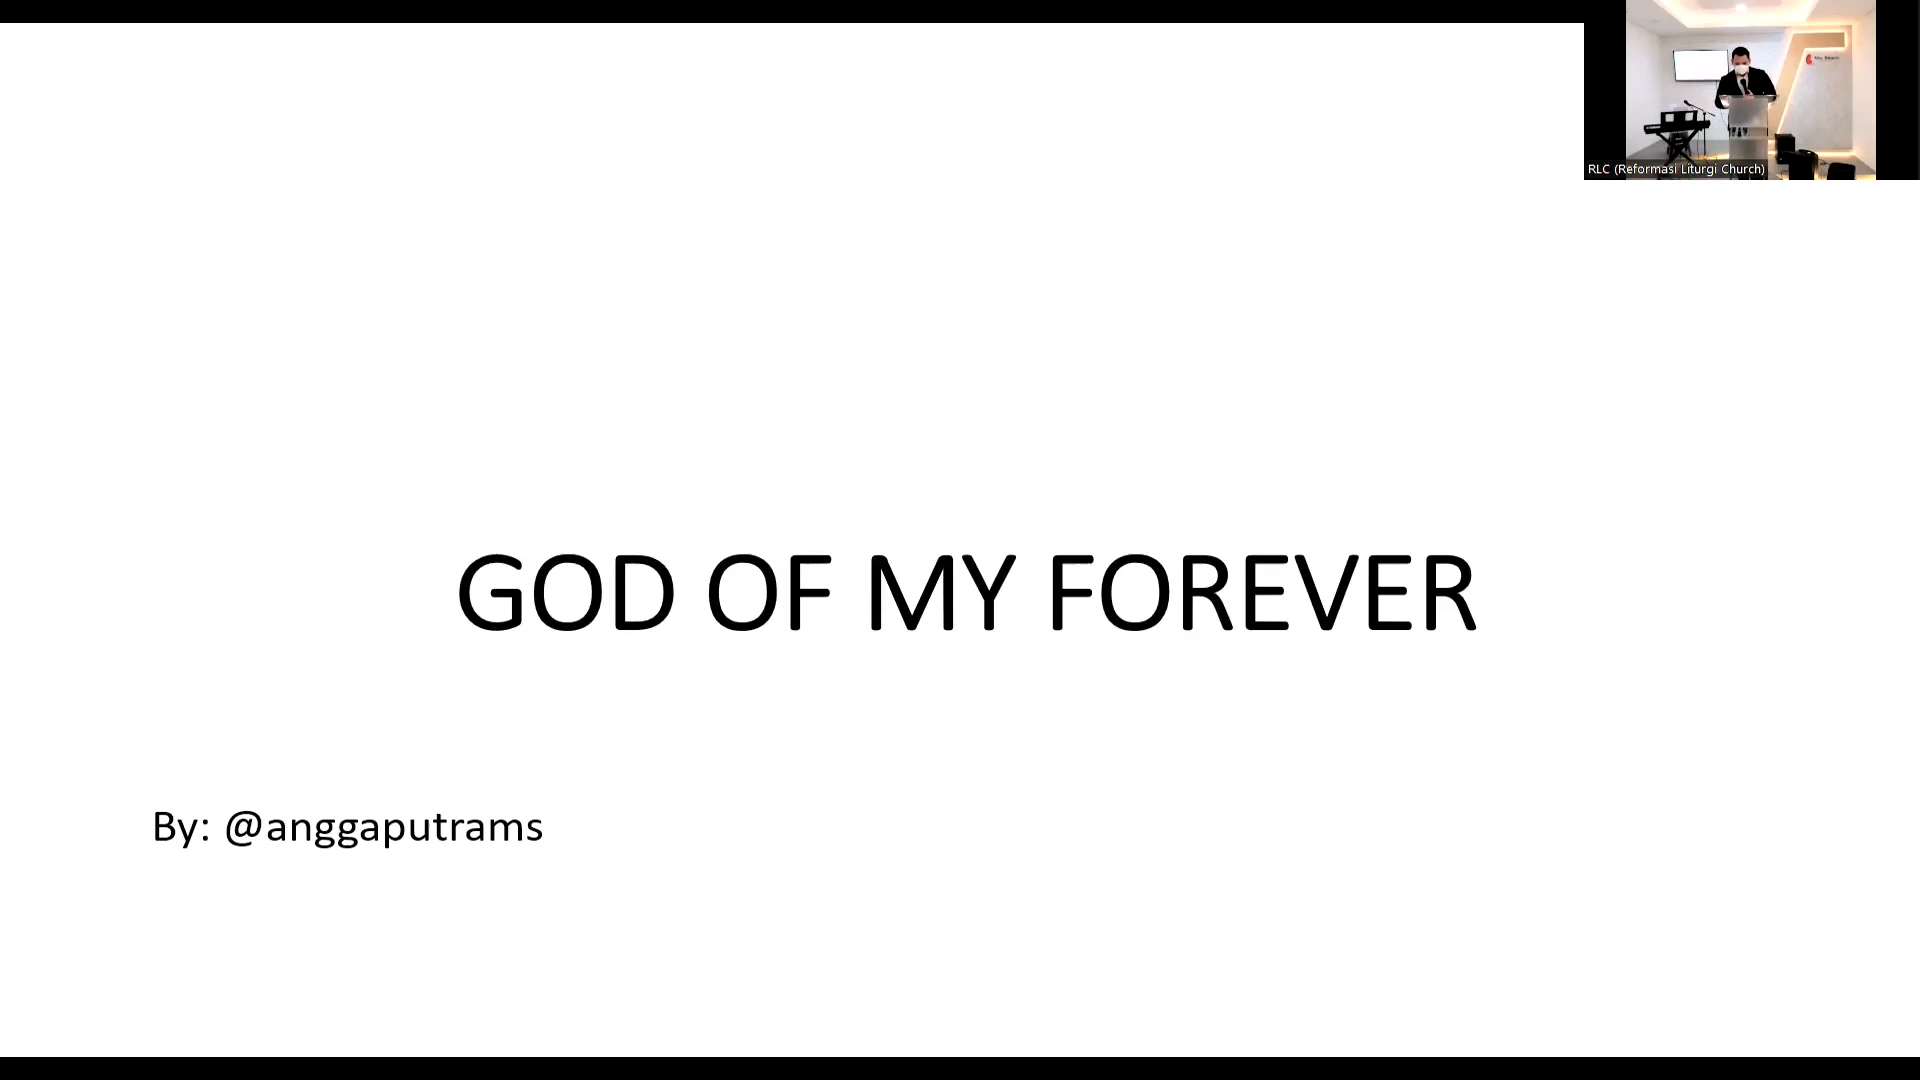 RLC (Reformasi Liturgi Church)
GOD OF MY FOREVER
By: @anggaputrams